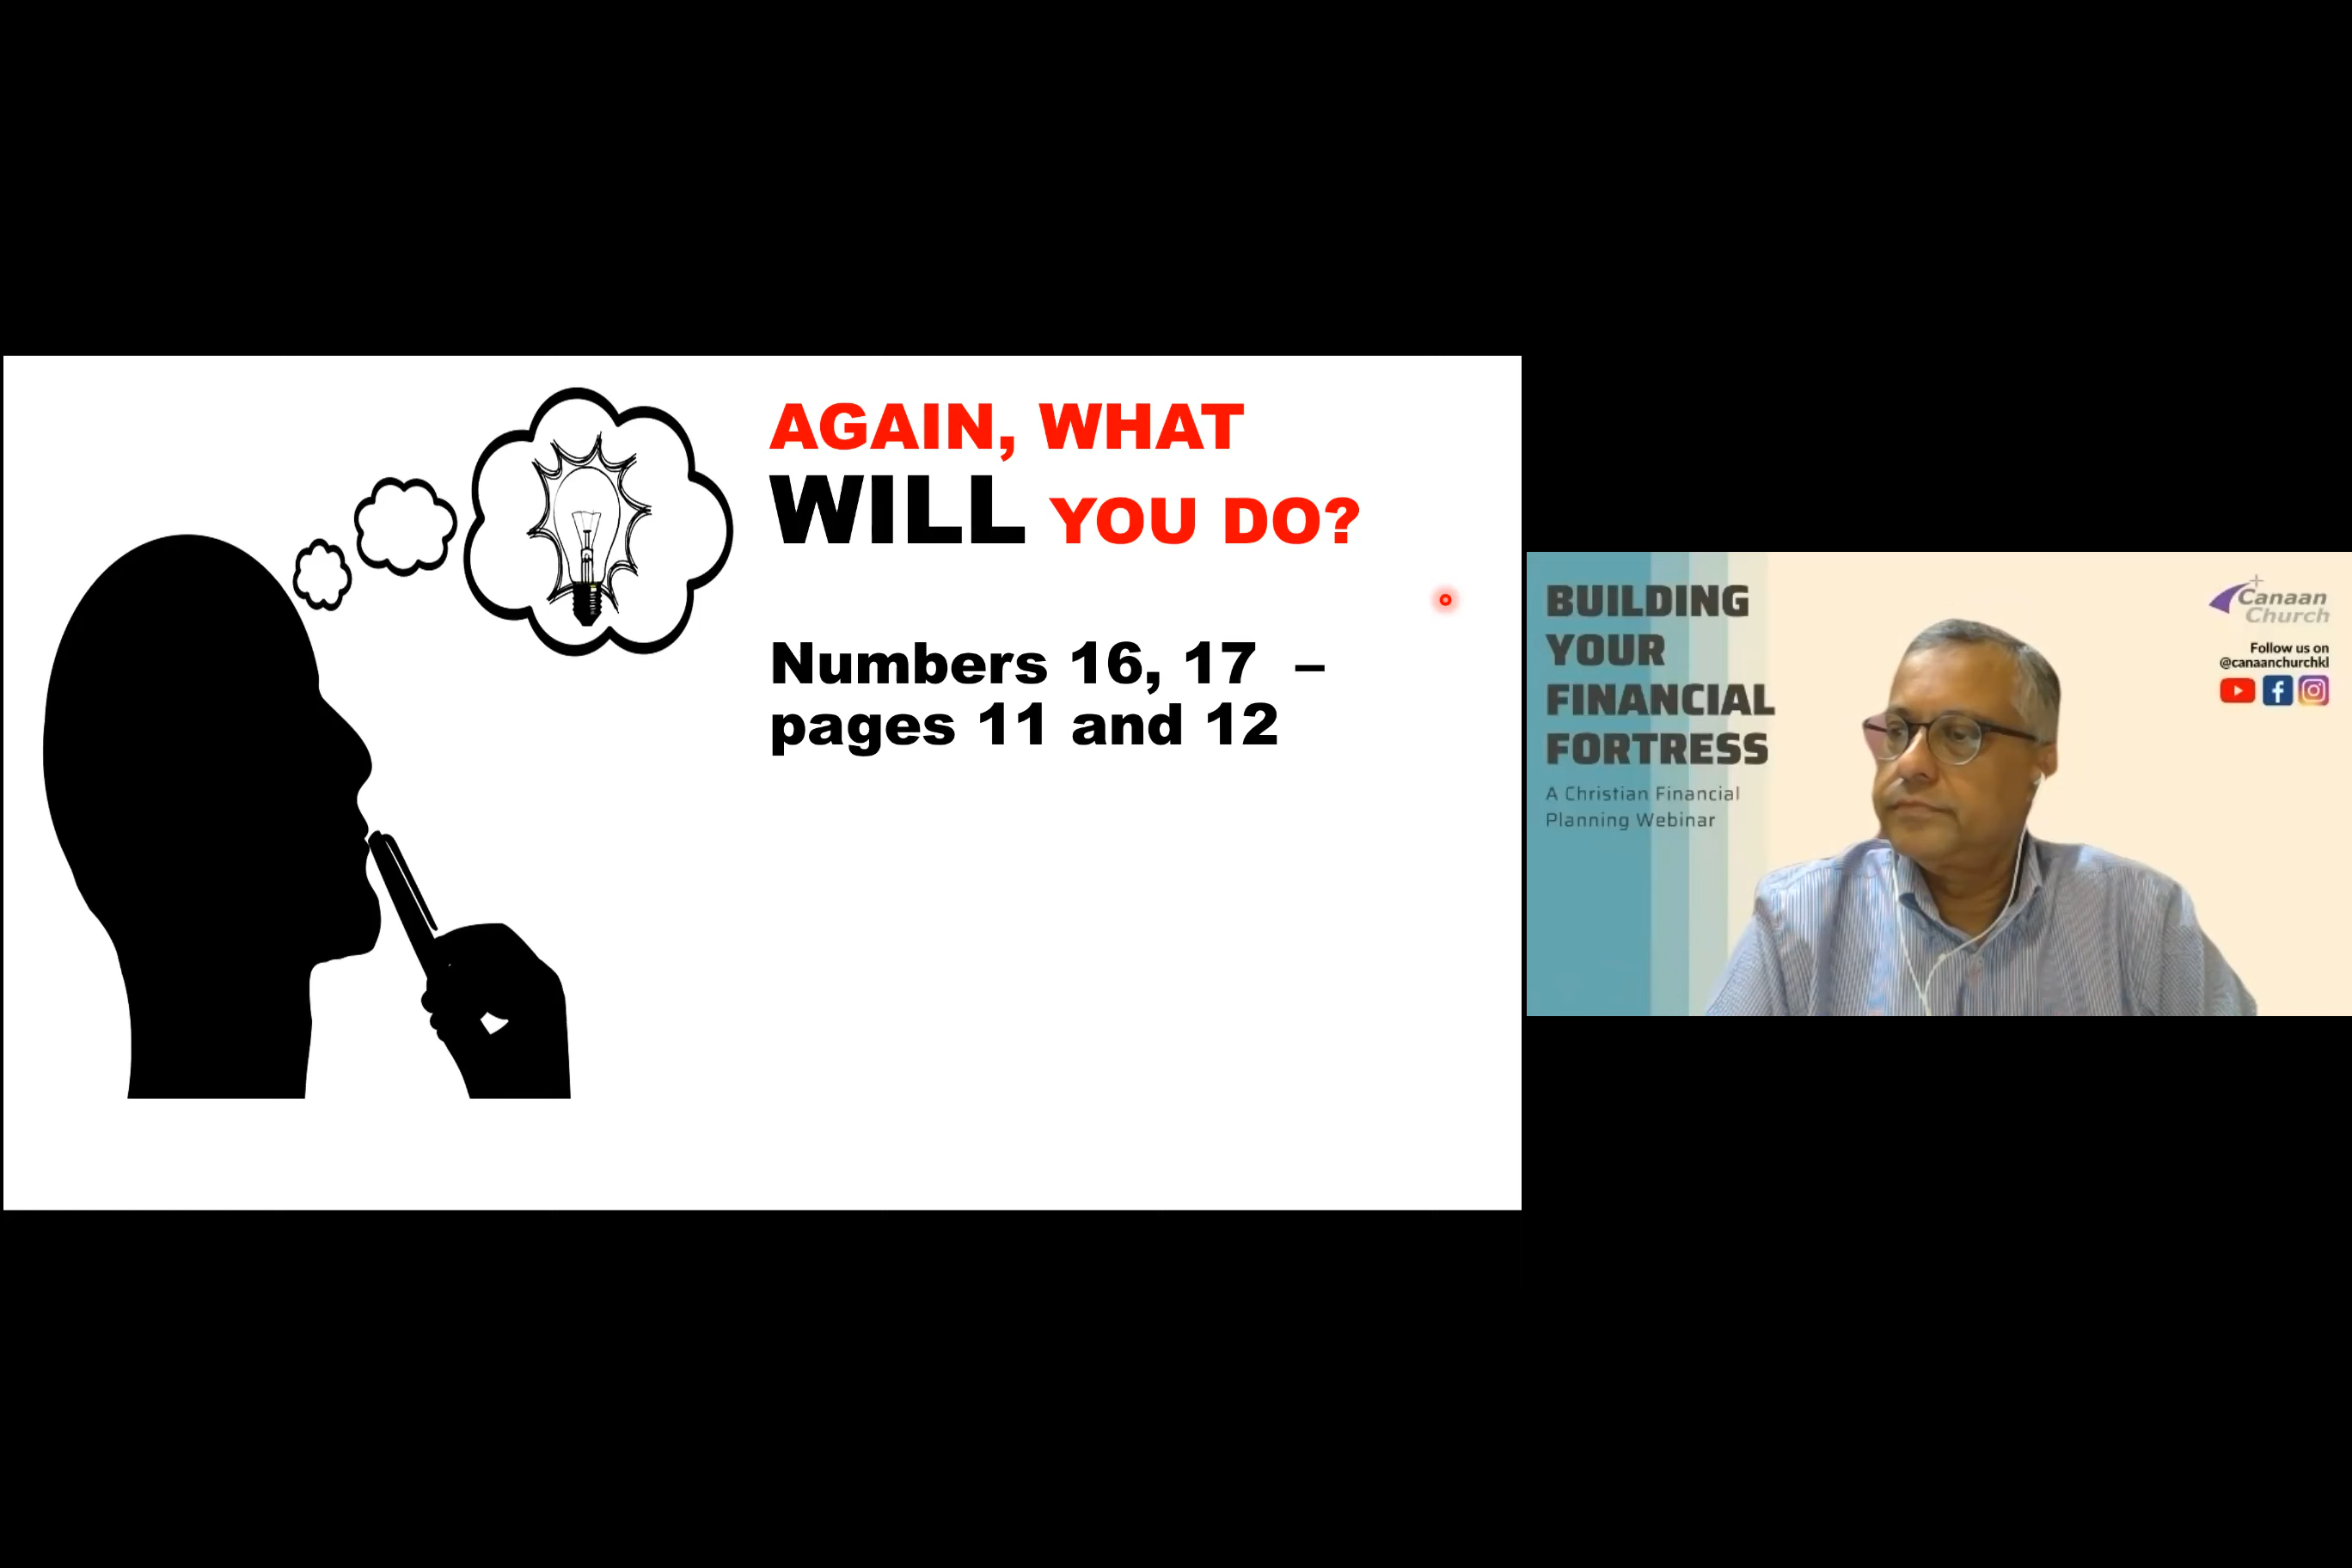 AGAIN, WHAT
WILL YOU DO?
Numbers 16, 17 –
pages 11 and 12
BUILDING
YOUR
FINANCIAL
FORTRESS
A Christian Financial
Planning Webinar
Canaan
Church
Follow us on
@canaanchurchkl